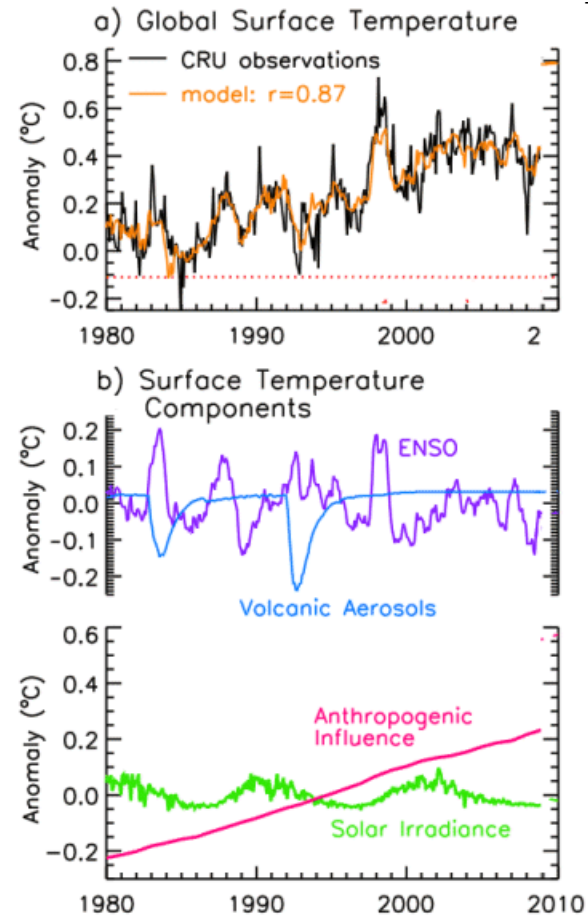 a) Global Surface Temperature
0.8
0.6
0.4
0.2
0.0
-0.2
Anomaly (°C)
CRU observations
model: r=0.87
1980
1990
2000
2
b) Surface Temperature
Components
0.2
0.1
0.0
-0.1
-0.2
Anomaly (°C)
ENSO
Volcanic Aerosols
0.6
0.4
0.2
0.0
-0.2
Anomaly (°C)
Anthropogenic
Influence
Solar Irradiance
1980
1990
2000
2010